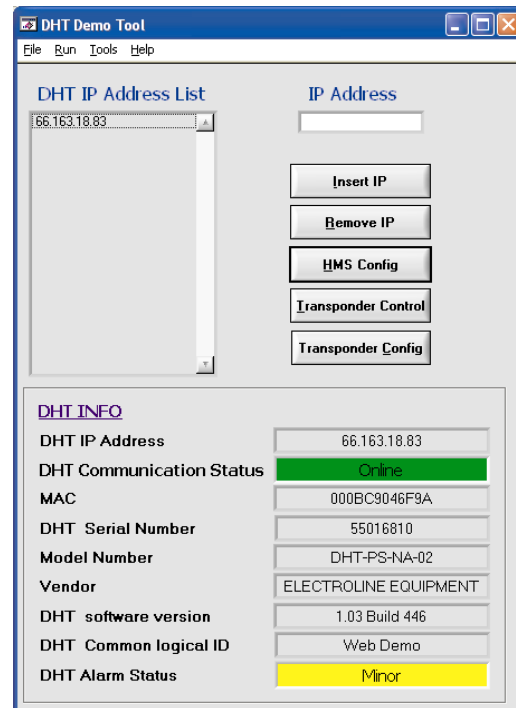 DHT Demo Tool
File Run Tools Help
DHT IP Address List IP Address
66.163.18.83
Insert IP
Remove IP
HMS Config
Transponder Control
Transponder Config
DHT INFO
DHT IP Address 66.163.18.83
DHT Communication Status Online
MAC 000BC9046F9A
DHT Serial Number 55016810
Model Number DHT-PS-NA-02
Vendor ELECTROLINE EQUIPMENT
DHT software version 1.03 Build 446
DHT Common logical ID Web Demo
DHT Alarm Status Minor